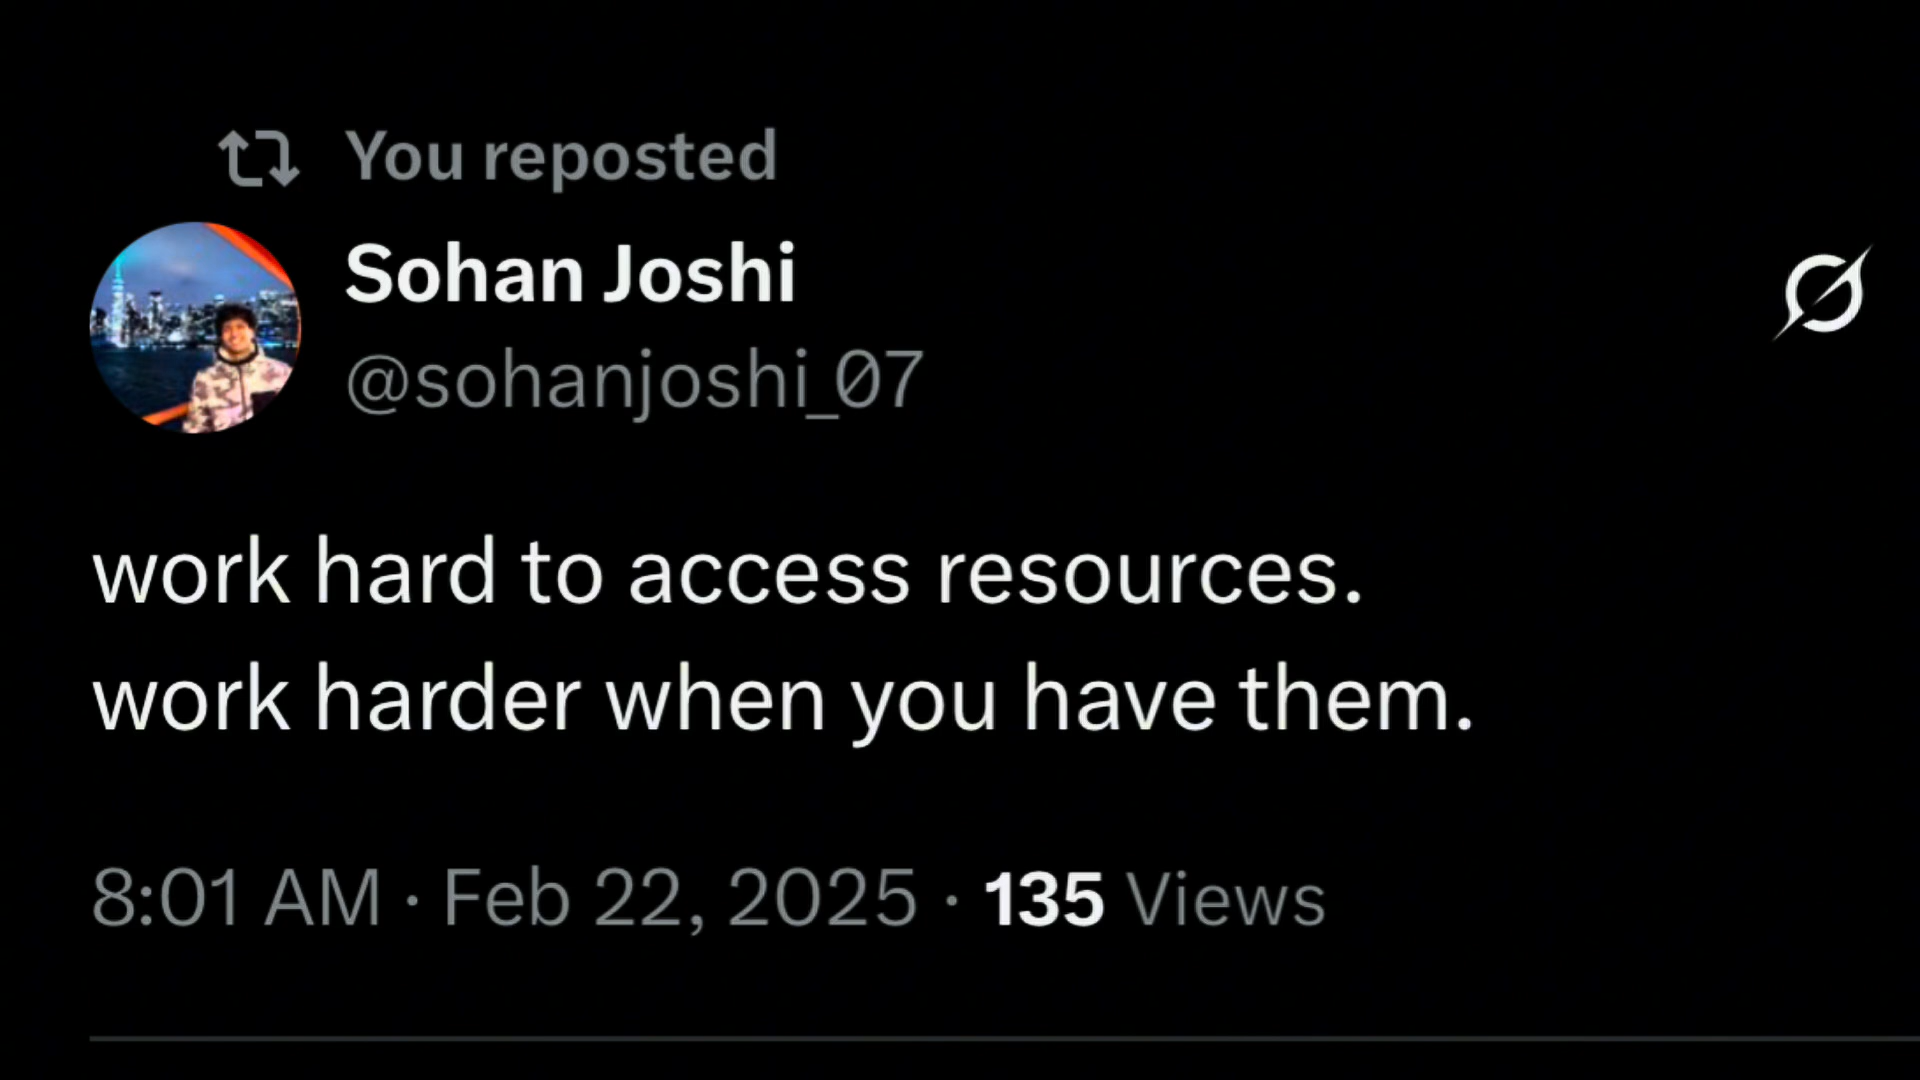 You reposted
Sohan Joshi
@sohanjoshi_07
work hard to access resources.
work harder when you have them.
8:01 AM · Feb 22, 2025 · 135 Views